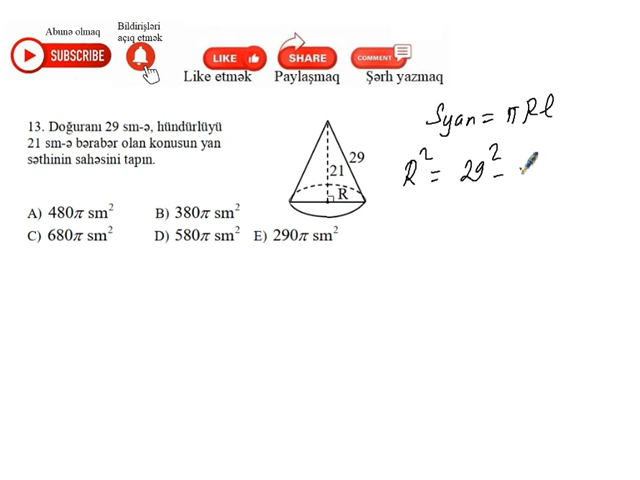 Abunə olmaq
Bildirişləri
açıq etmək
SUBSCRIBE
LIKE
SHARE
COMMENT
Like etmək
Paylaşmaq
Şərh yazmaq
13. Doğuranı 29 sm-ə, hündürlüyü
21 sm-ə bərabər olan konusun yan
səthinin sahəsini tapın.
29
21
R
A) 480π sm²
B) 380π sm²
C) 680π sm²
D) 580π sm²
E) 290π sm²
Syan = πRl
R² = 29² −